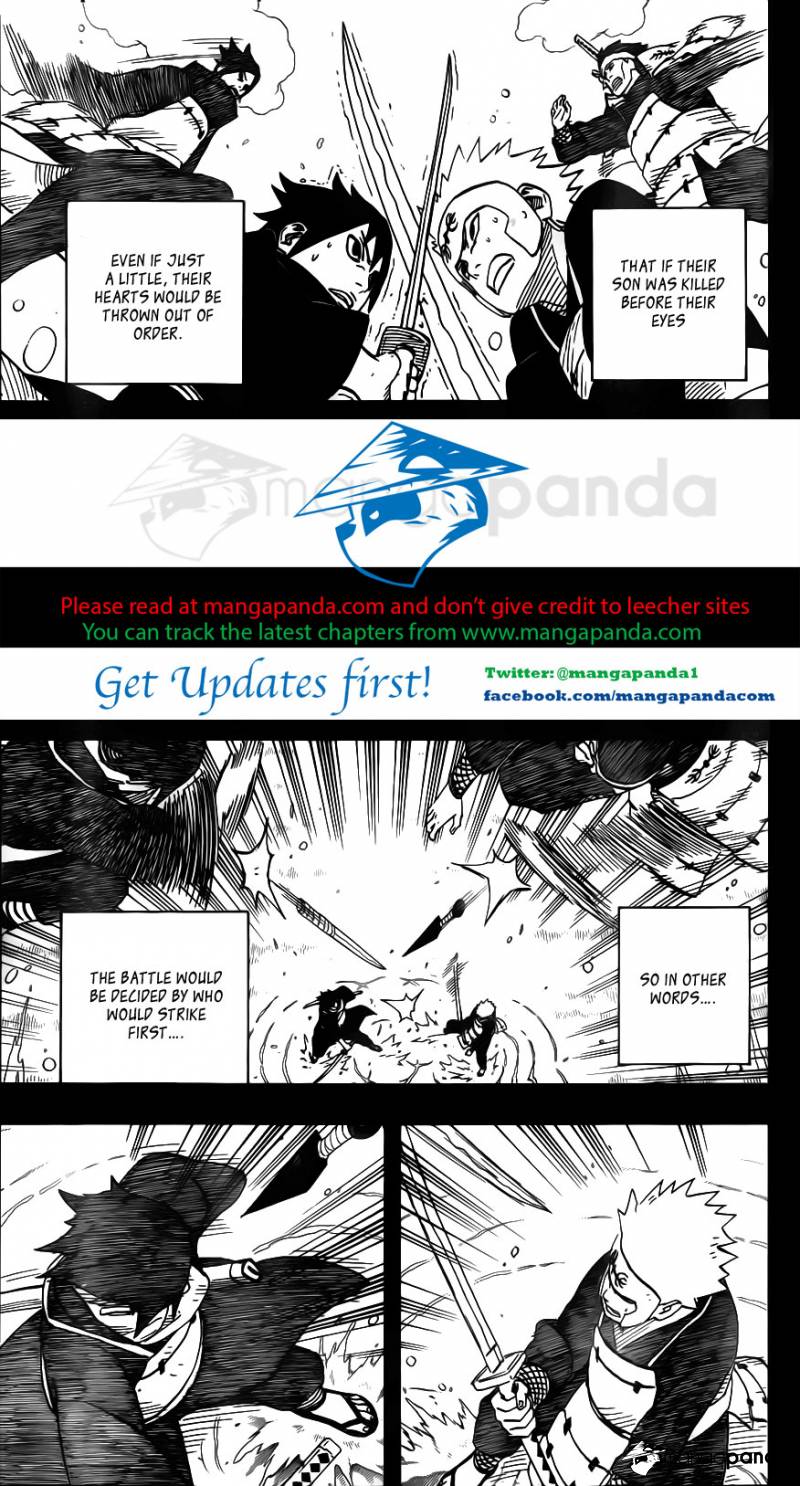 THAT IF THEIR
SON WAS KILLED
BEFORE THEIR
EYES
EVEN IF JUST
A LITTLE, THEIR
HEARTS WOULD BE
THROWN OUT OF
ORDER.
mangapanda
Please read at mangapanda.com and don't give credit to leecher sites
You can track the latest chapters from www.mangapanda.com
Get Updates first!
Twitter: @mangapanda1
facebook.com/mangapandacom
SO IN OTHER
WORDS....
THE BATTLE WOULD
BE DECIDED BY WHO
WOULD STRIKE
FIRST....
mangapanda